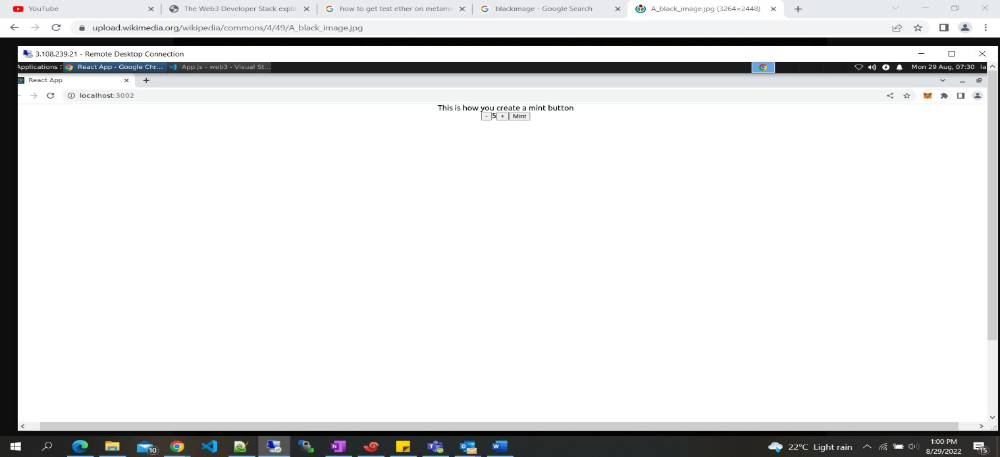 YouTube
The Web3 Developer Stack expla
how to get test ether on metama
blackimage - Google Search
A_black_image.jpg (3264×2448)
upload.wikimedia.org/wikipedia/commons/4/49/A_black_image.jpg
3.108.239.21 - Remote Desktop Connection
Applications
React App - Google Chr...
App.js - web3 - Visual St...
Mon 29 Aug, 07:30 la
React App
localhost:3002
This is how you create a mint button
- 5 + Mint
10
22°C Light rain
1:00 PM
8/29/2022
15